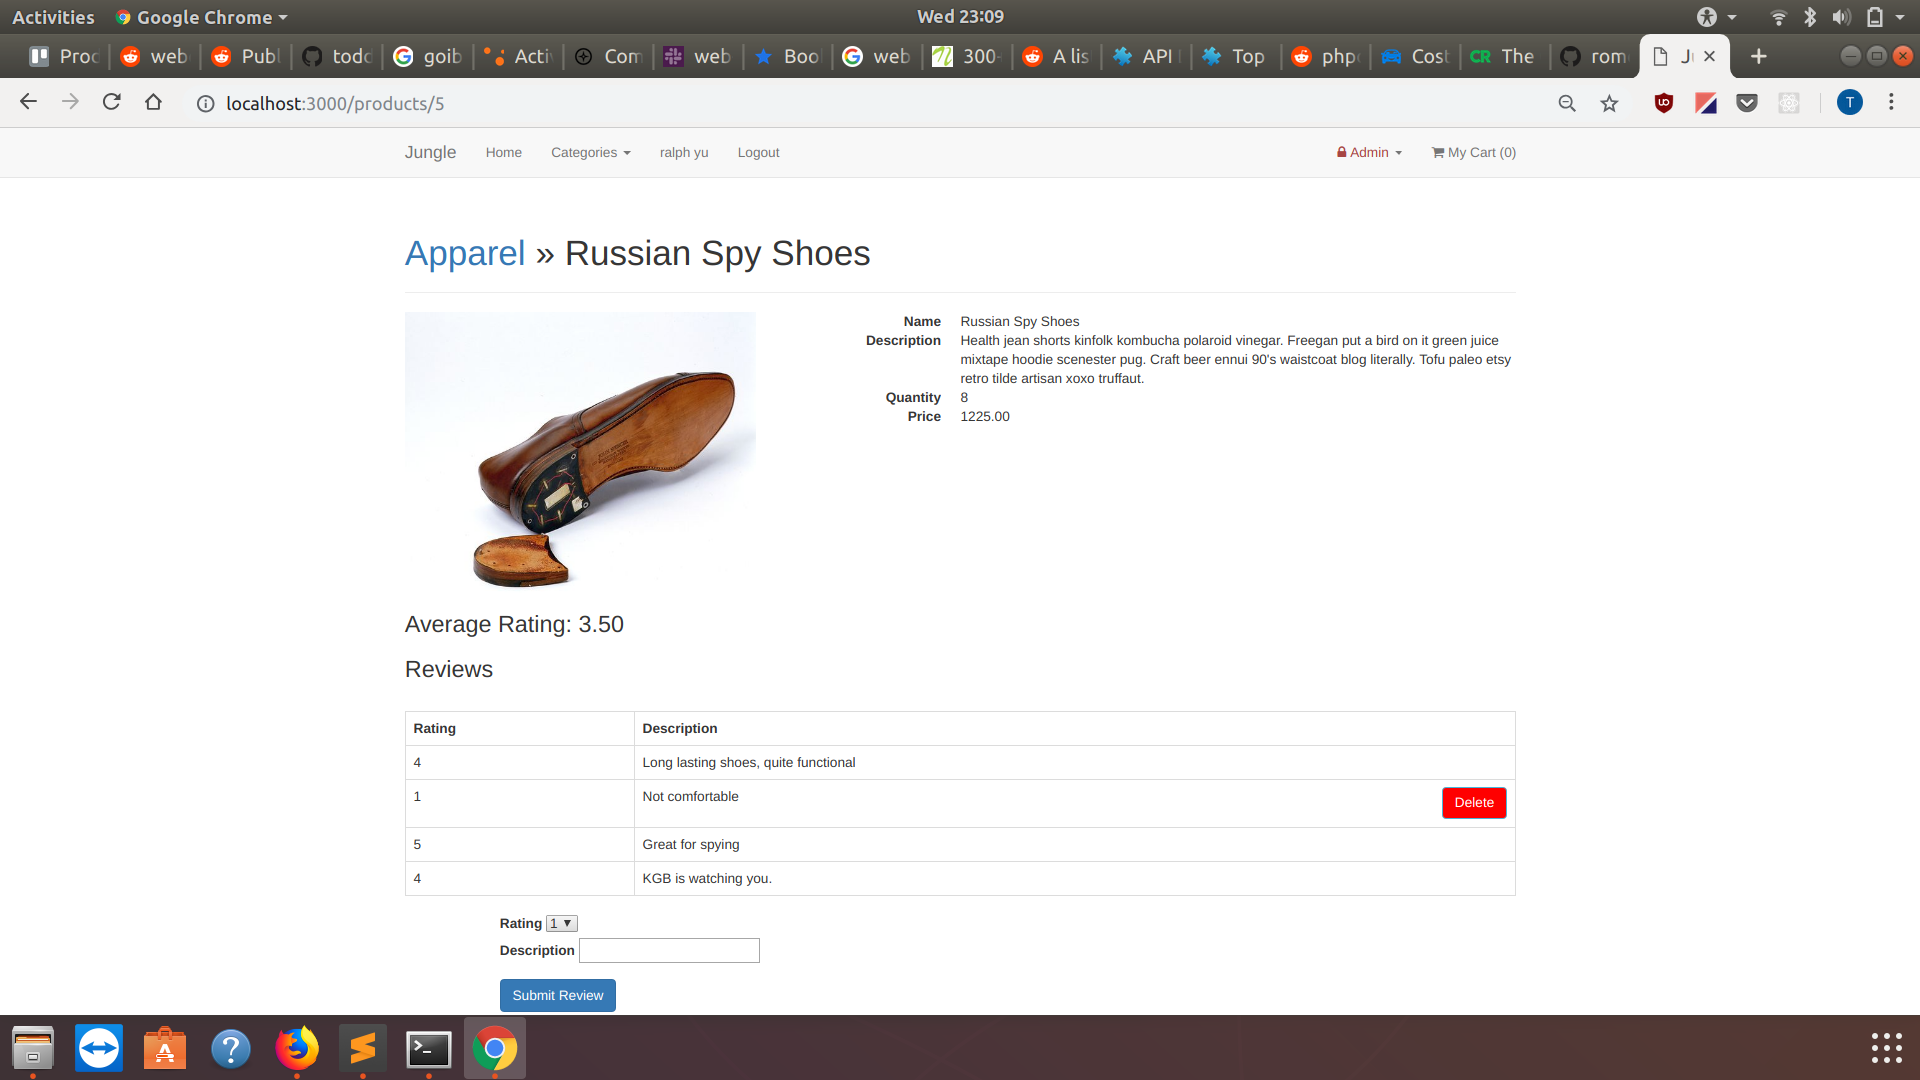 Activities Google Chrome Wed 23:09
Proc web Publ todd goib Activ Com web Boo web 300- A lis API Top php Cost CR The rom Ju
localhost:3000/products/5 T
Jungle Home Categories ralph yu Logout Admin My Cart (0)
Apparel » Russian Spy Shoes
Name Russian Spy Shoes
Description Health jean shorts kinfolk kombucha polaroid vinegar. Freegan put a bird on it green juice
mixtape hoodie scenester pug. Craft beer ennui 90's waistcoat blog literally. Tofu paleo etsy
retro tilde artisan xoxo truffaut.
Quantity 8
Price 1225.00
Average Rating: 3.50
Reviews
Rating Description
4 Long lasting shoes, quite functional
1 Not comfortable Delete
5 Great for spying
4 KGB is watching you.
Rating 1
Description
Submit Review